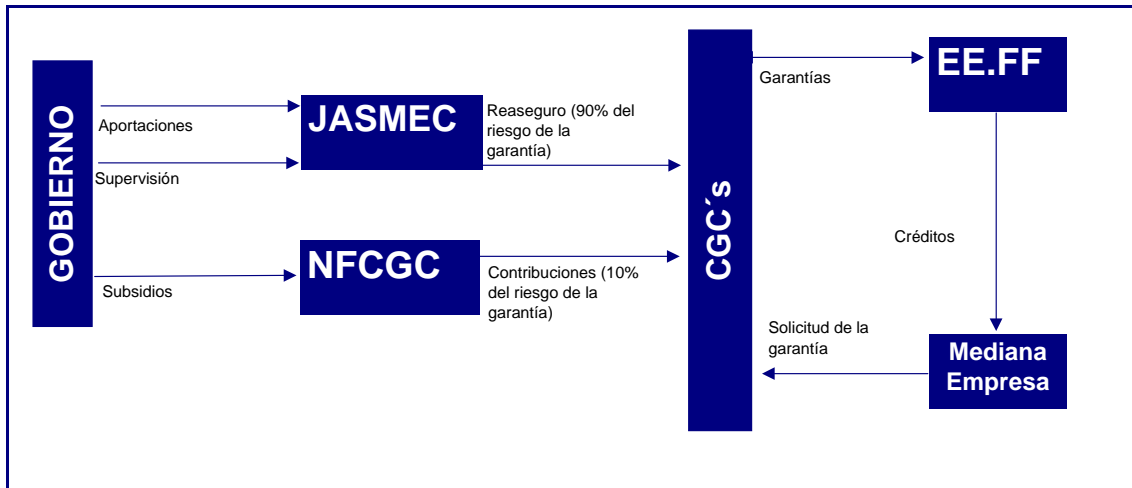 GOBIERNO
Aportaciones
Supervisión
Subsidios
JASMEC
Reaseguro (90% del
riesgo de la
garantía)
NFCGC
Contribuciones (10%
del riesgo de la
garantía)
CGC´s
Garantías
EE.FF
Créditos
Solicitud de la
garantía
Mediana
Empresa